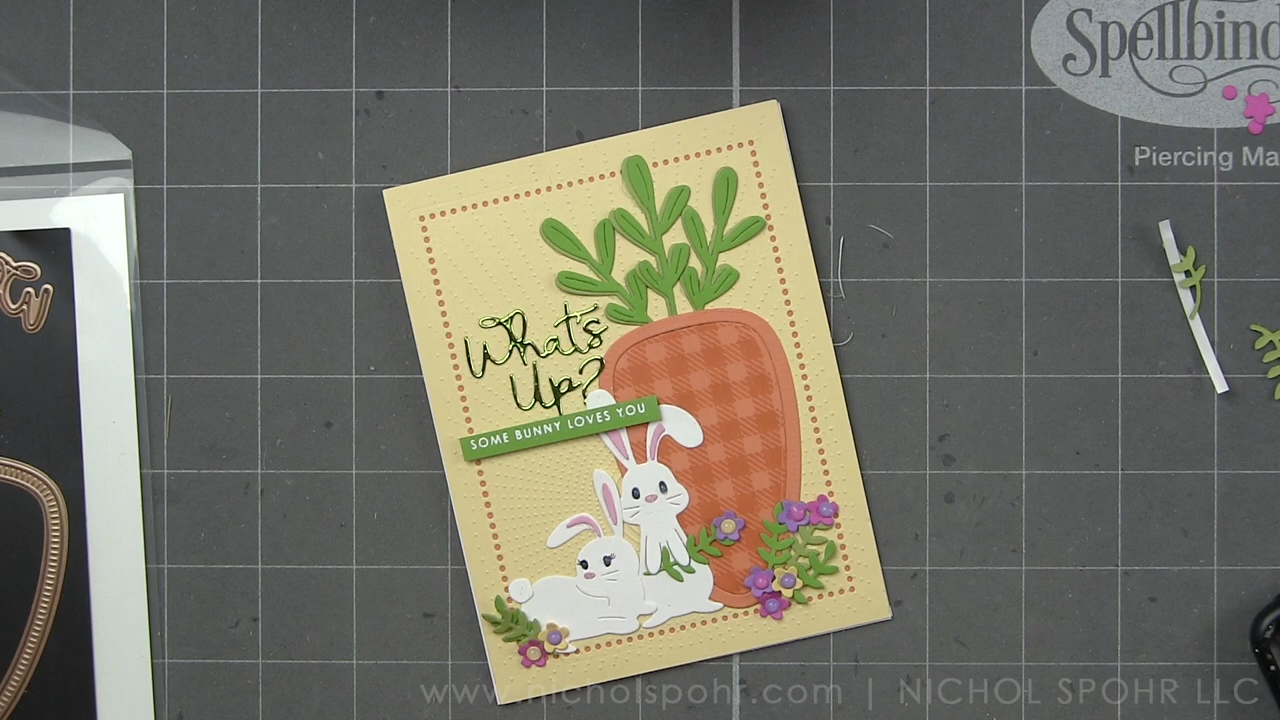 Spellbind
Piercing Ma
What's
Up?
SOME BUNNY LOVES YOU
www.nicholspohr.com | NICHOL SPOHR LLC